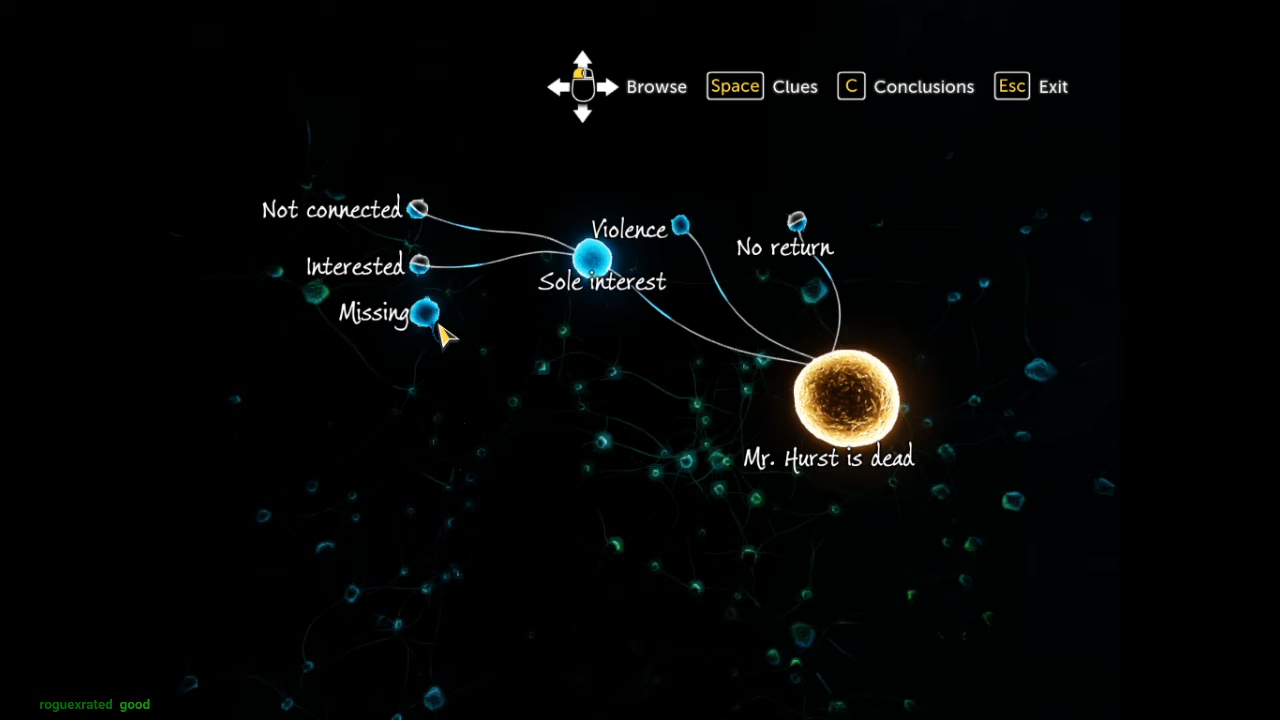 Browse Space Clues C Conclusions Esc Exit
Not connected
Violence
No return
Interested
Sole interest
Missing
Mr. Hurst is dead
roguexrated good